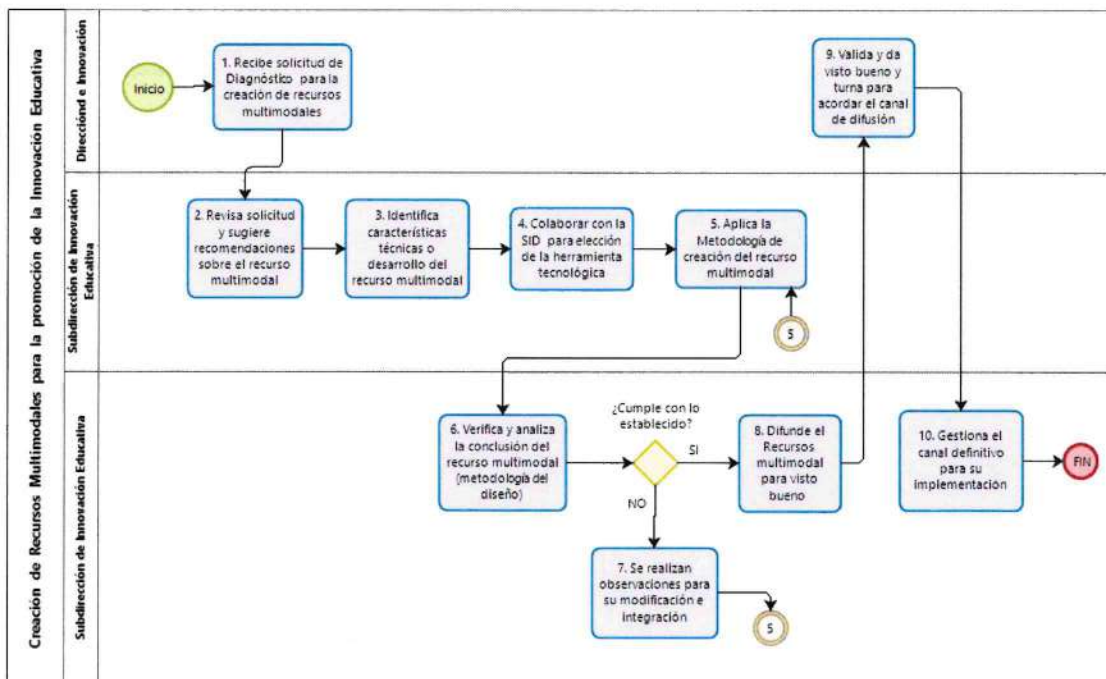 Creación de Recursos Multimodales para la promoción de la Innovación Educativa
Direcciónd e Innovación
Inicio
1. Recibe solicitud de
Diagnóstico para la
creación de recursos
multimodales
9. Valida y da
visto bueno y
turna para
acordar el canal
de difusión
Subdirección de Innovación
Educativa
2. Revisa solicitud
y sugiere
recomendaciones
sobre el recurso
multimodal
3. Identifica
características
técnicas o
desarrollo del
recurso multimodal
4. Colaborar con la
SID para elección
de la herramienta
tecnológica
5. Aplica la
Metodología de
creación del recurso
multimodal
5
Subdirección de Innovación Educativa
6. Verifica y analiza
la conclusión del
recurso multimodal
(metodología del
diseño)
¿Cumple con lo
establecido?
SI
NO
8. Difunde el
Recursos
multimodal
para visto
bueno
10. Gestiona el
canal definitivo
para su
implementación
FIN
7. Se realizan
observaciones para
su modificación e
integración
5